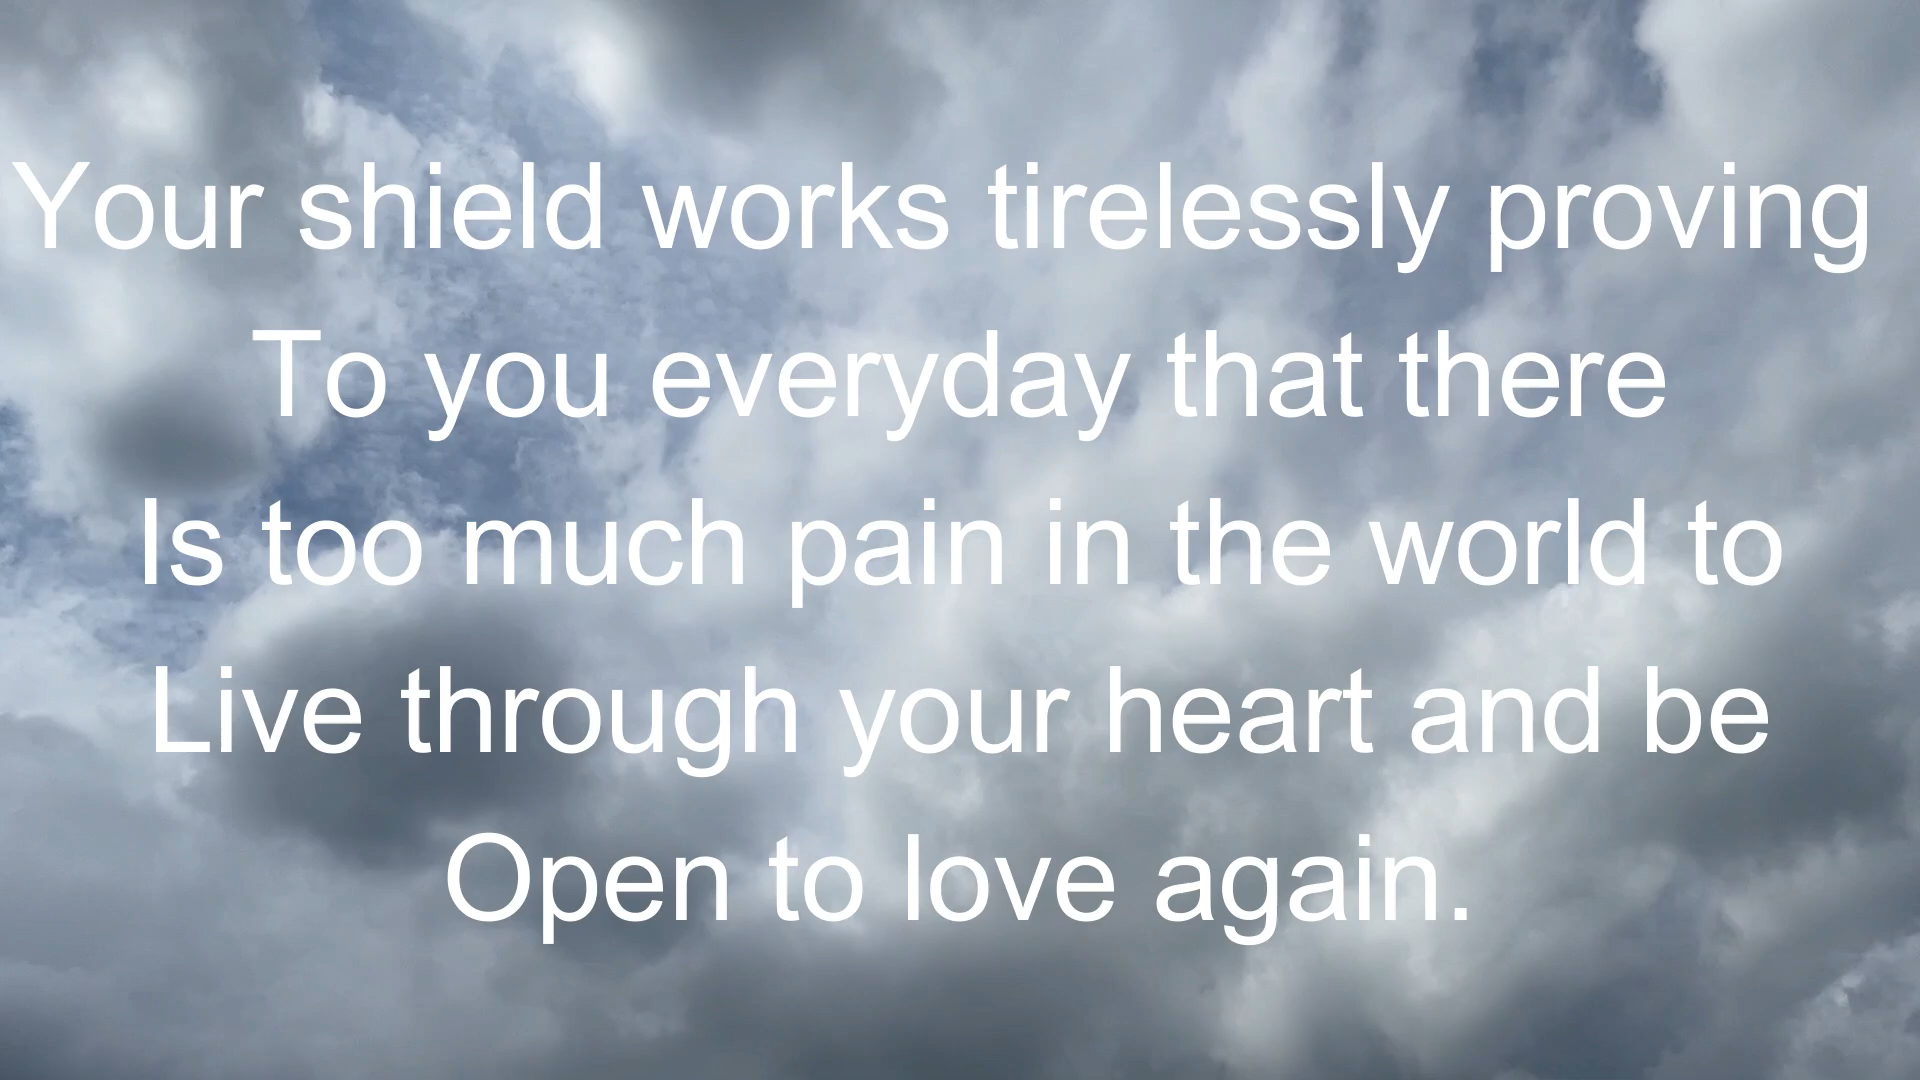 Your shield works tirelessly proving
To you everyday that there
Is too much pain in the world to
Live through your heart and be
Open to love again.